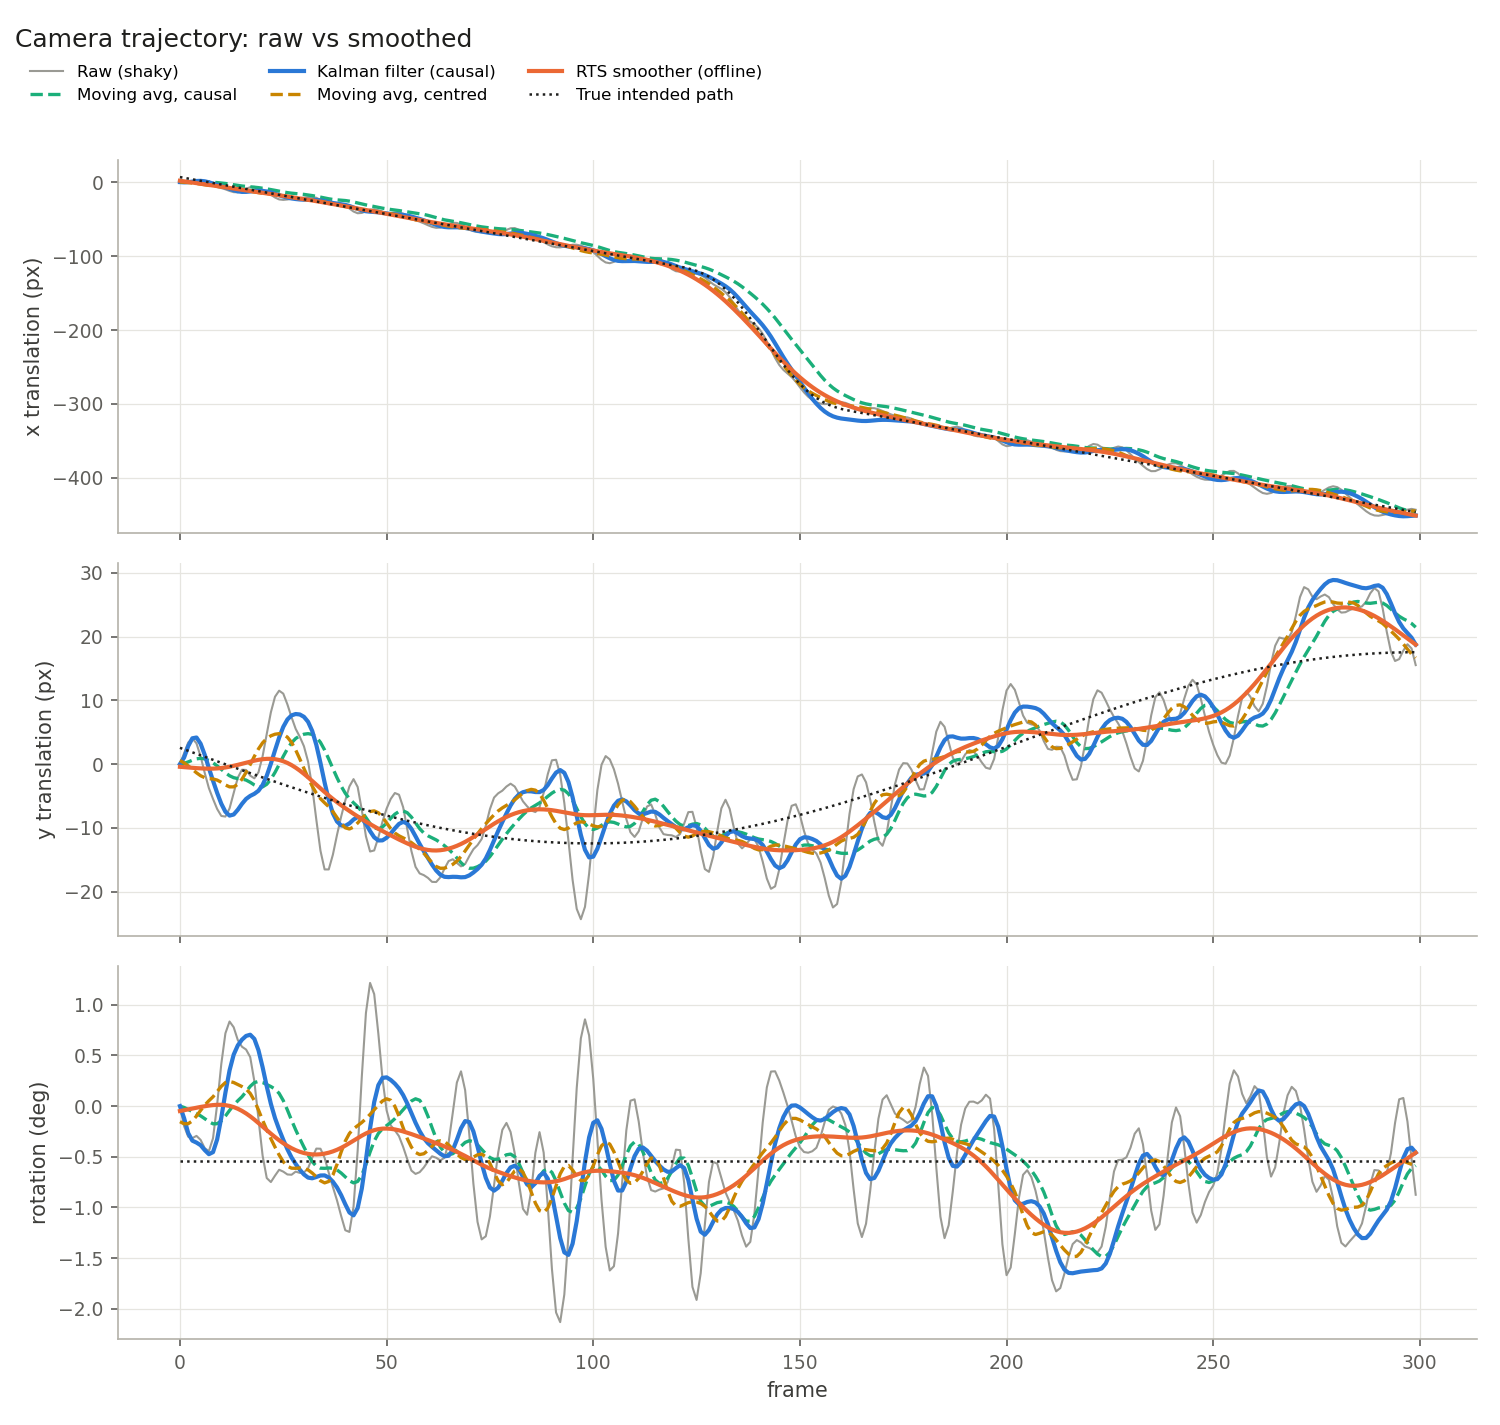 Camera trajectory: raw vs smoothed
Raw (shaky) Kalman filter (causal) RTS smoother (offline)
Moving avg, causal Moving avg, centred True intended path
x translation (px)
0
−100
−200
−300
−400
y translation (px)
30
20
10
0
−10
−20
rotation (deg)
1.0
0.5
0.0
−0.5
−1.0
−1.5
−2.0
0 50 100 150 200 250 300
frame